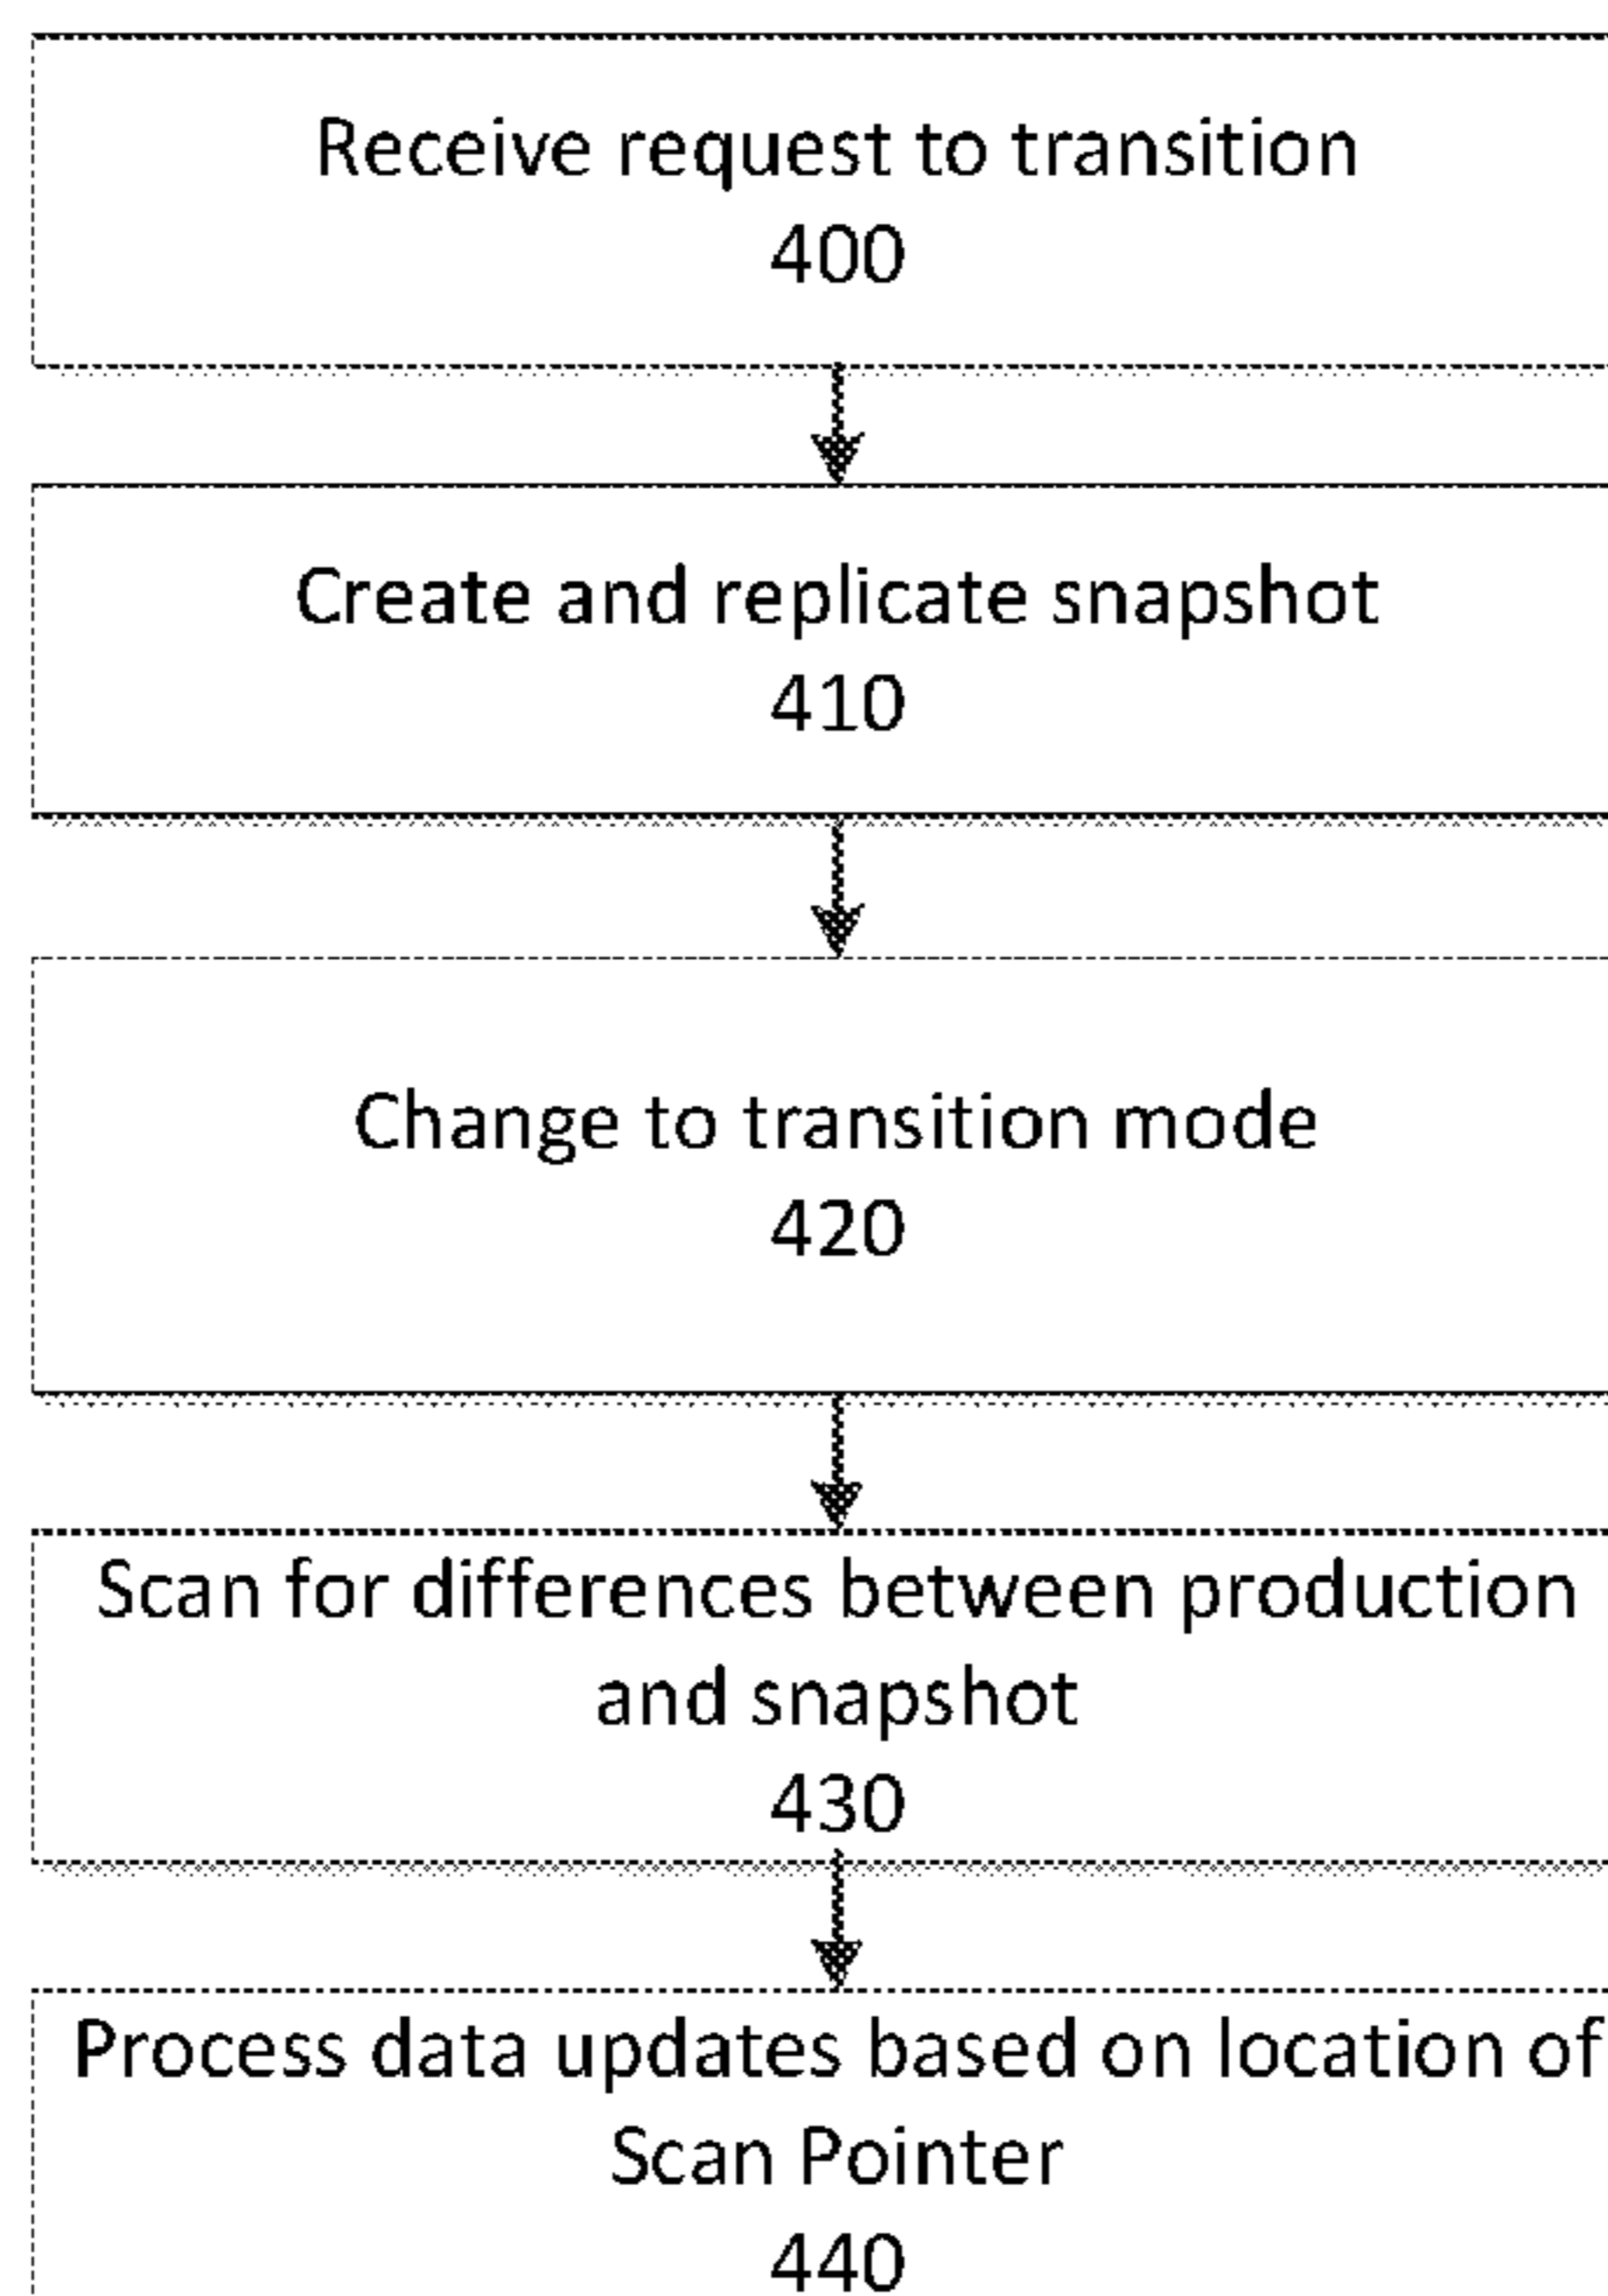 Receive request to transition
400
Create and replicate snapshot
410
Change to transition mode
420
Scan for differences between production
and snapshot
430
Process data updates based on location of
Scan Pointer
440